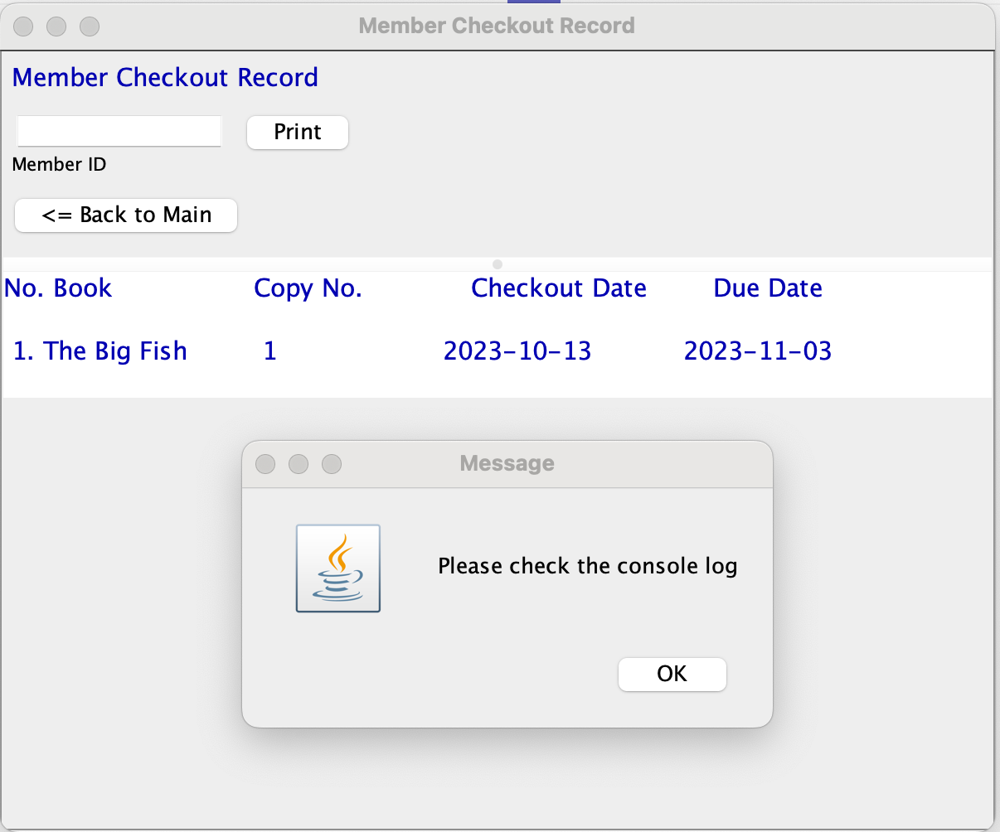 Member Checkout Record
Member Checkout Record
Print
Member ID
<= Back to Main
No. Book Copy No. Checkout Date Due Date
1. The Big Fish 1 2023-10-13 2023-11-03
Message
Please check the console log
OK